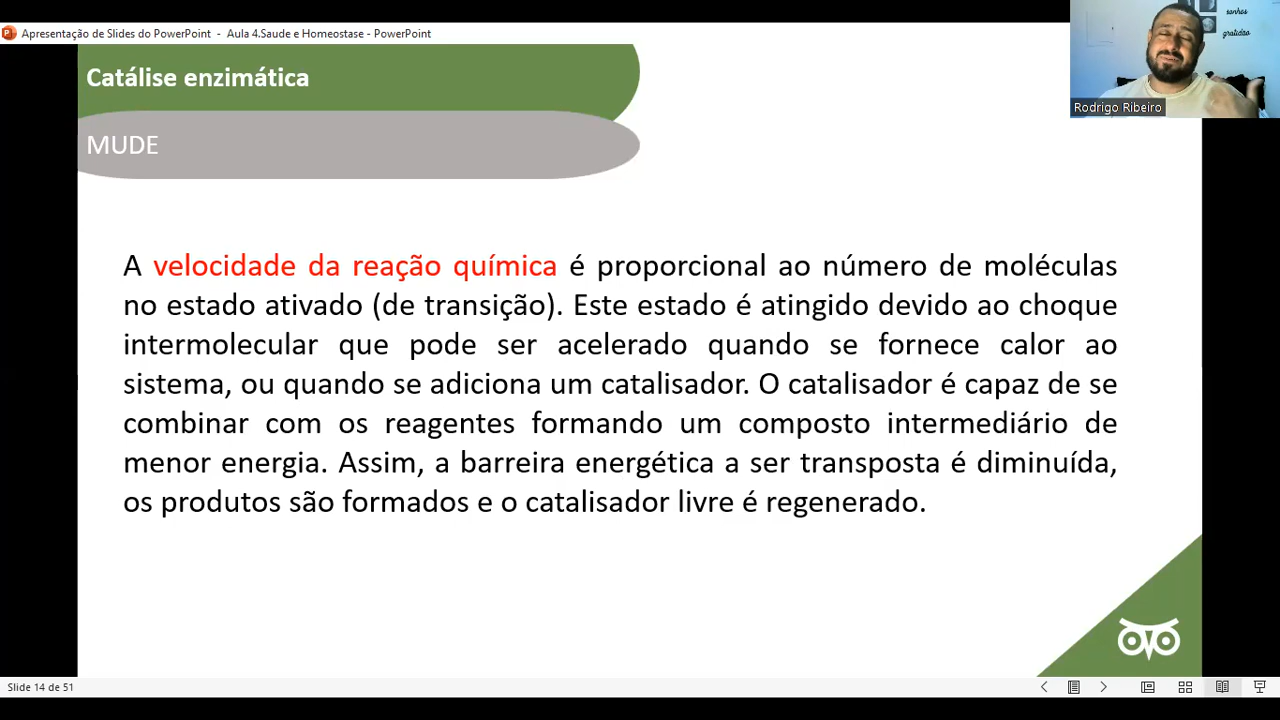 Apresentação de Slides do PowerPoint - Aula 4.Saude e Homeostase - PowerPoint
sonhos
gratidão
Rodrigo Ribeiro
Catálise enzimática
MUDE
A velocidade da reação química é proporcional ao número de moléculas
no estado ativado (de transição). Este estado é atingido devido ao choque
intermolecular que pode ser acelerado quando se fornece calor ao
sistema, ou quando se adiciona um catalisador. O catalisador é capaz de se
combinar com os reagentes formando um composto intermediário de
menor energia. Assim, a barreira energética a ser transposta é diminuída,
os produtos são formados e o catalisador livre é regenerado.
Slide 14 de 51